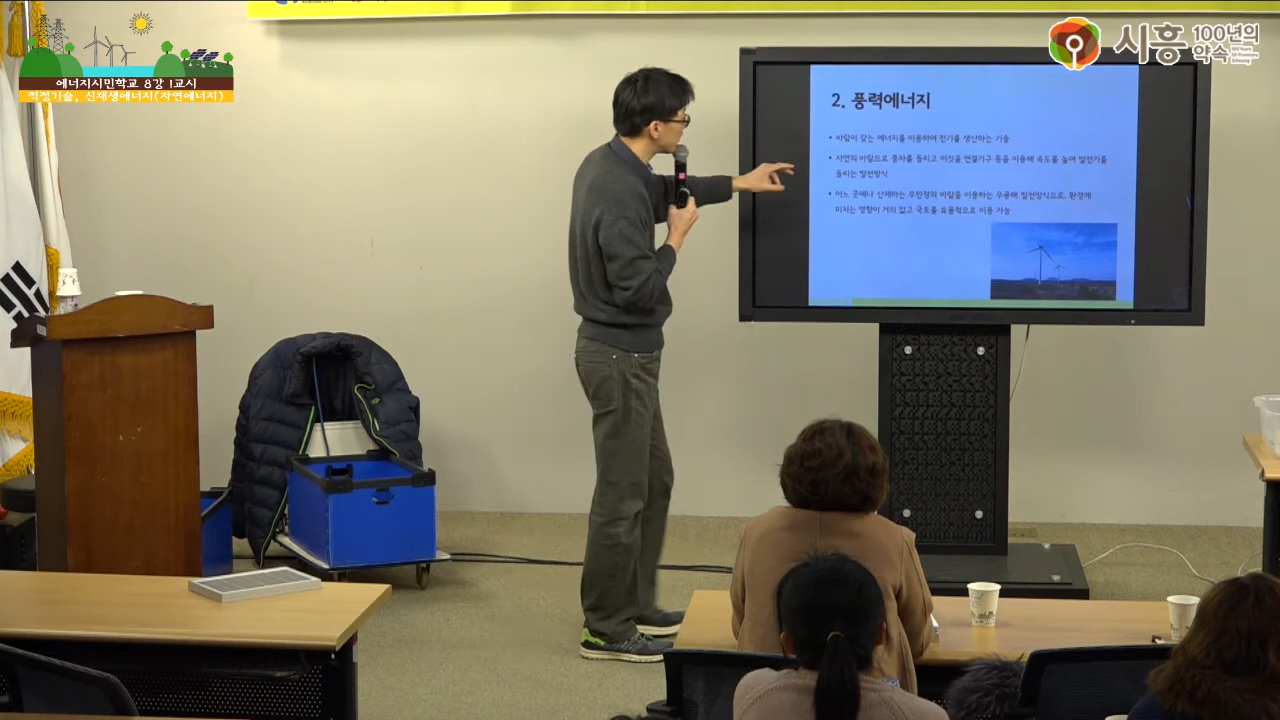 에너지시민학교 8강 1교시
적정기술, 신재생에너지(자연에너지)
시흥
100년의
약속
2. 풍력에너지
• 바람이 갖는 에너지를 이용하여 전기를 생산하는 기술
• 자연의 바람으로 풍차를 돌리고 이것을 연결기구 등을 이용해 속도를 높여 발전기를
돌리는 발전방식
• 어느 곳에나 산재하는 무한정의 바람을 이용하는 무공해 발전방식으로, 환경에
미치는 영향이 거의 없고 국토를 효율적으로 이용 가능